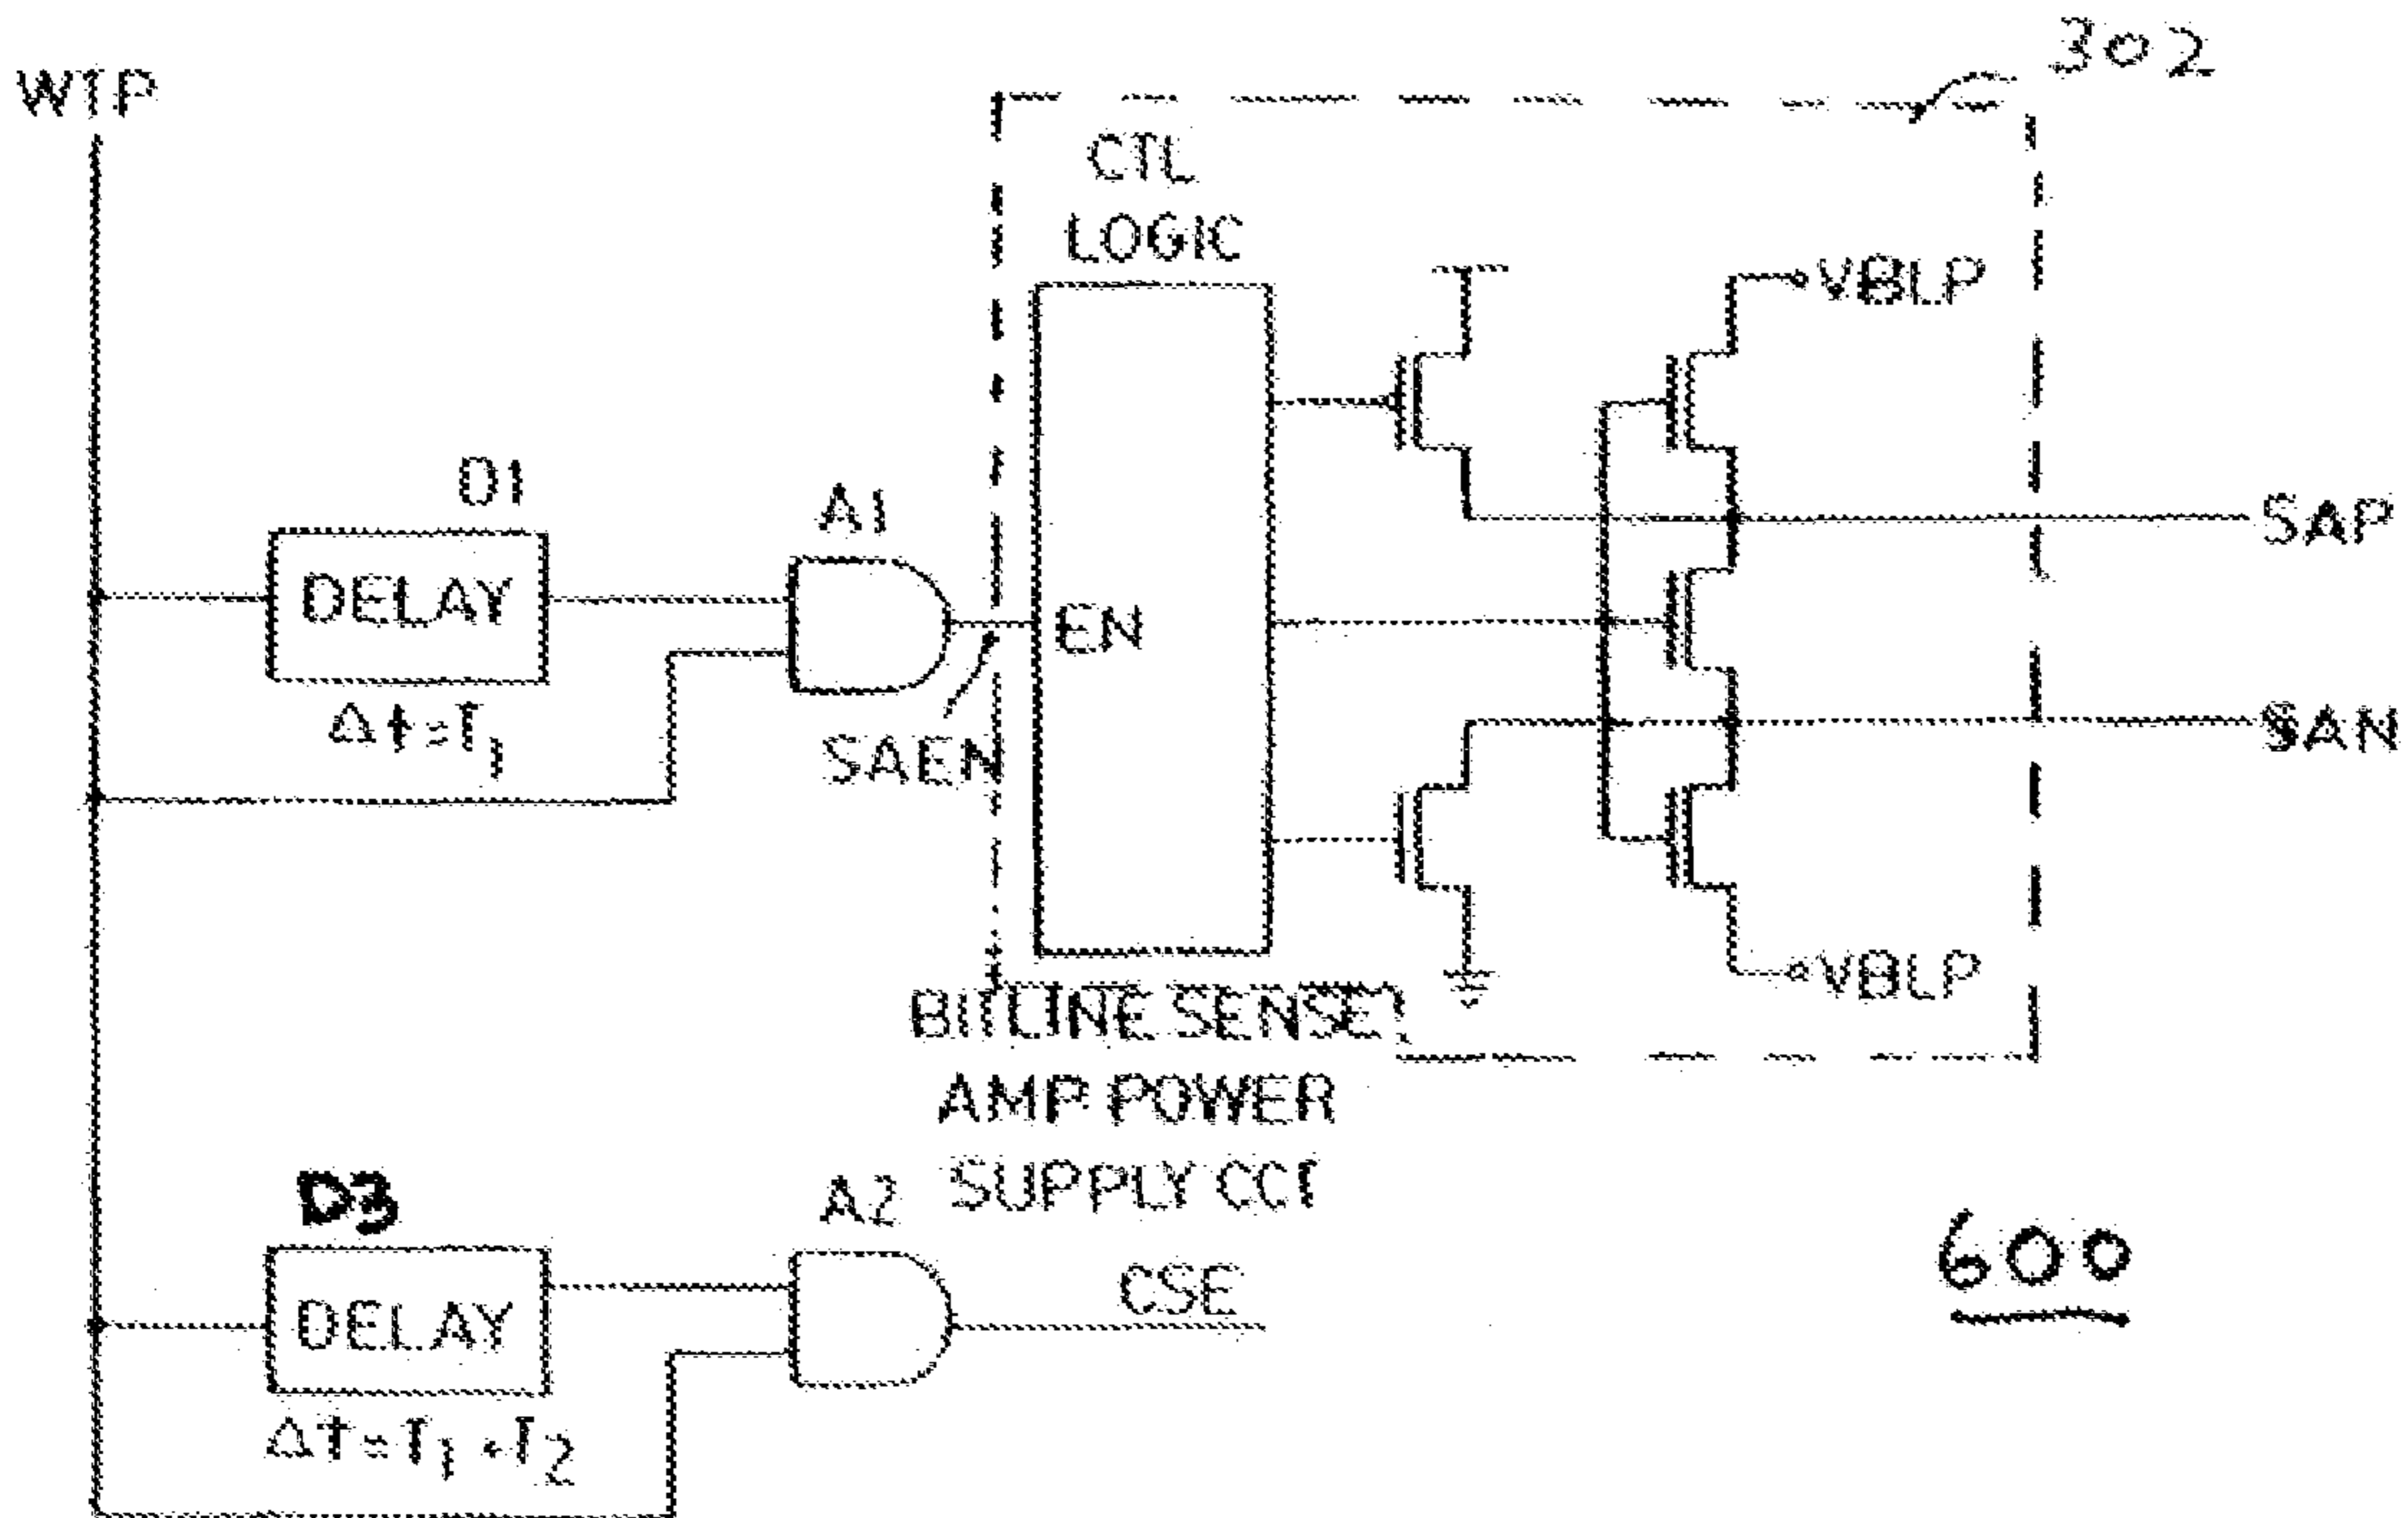 302
WTP
CTL
LOGIC
VBLP
D1
A1
SAP
DELAY
EN
Δt=T1
SAEN
SAN
VBLP
BITLINE SENSE
AMP POWER
SUPPLY CCT
D3
A2
CSE
600
DELAY
ΔT=T1+T2